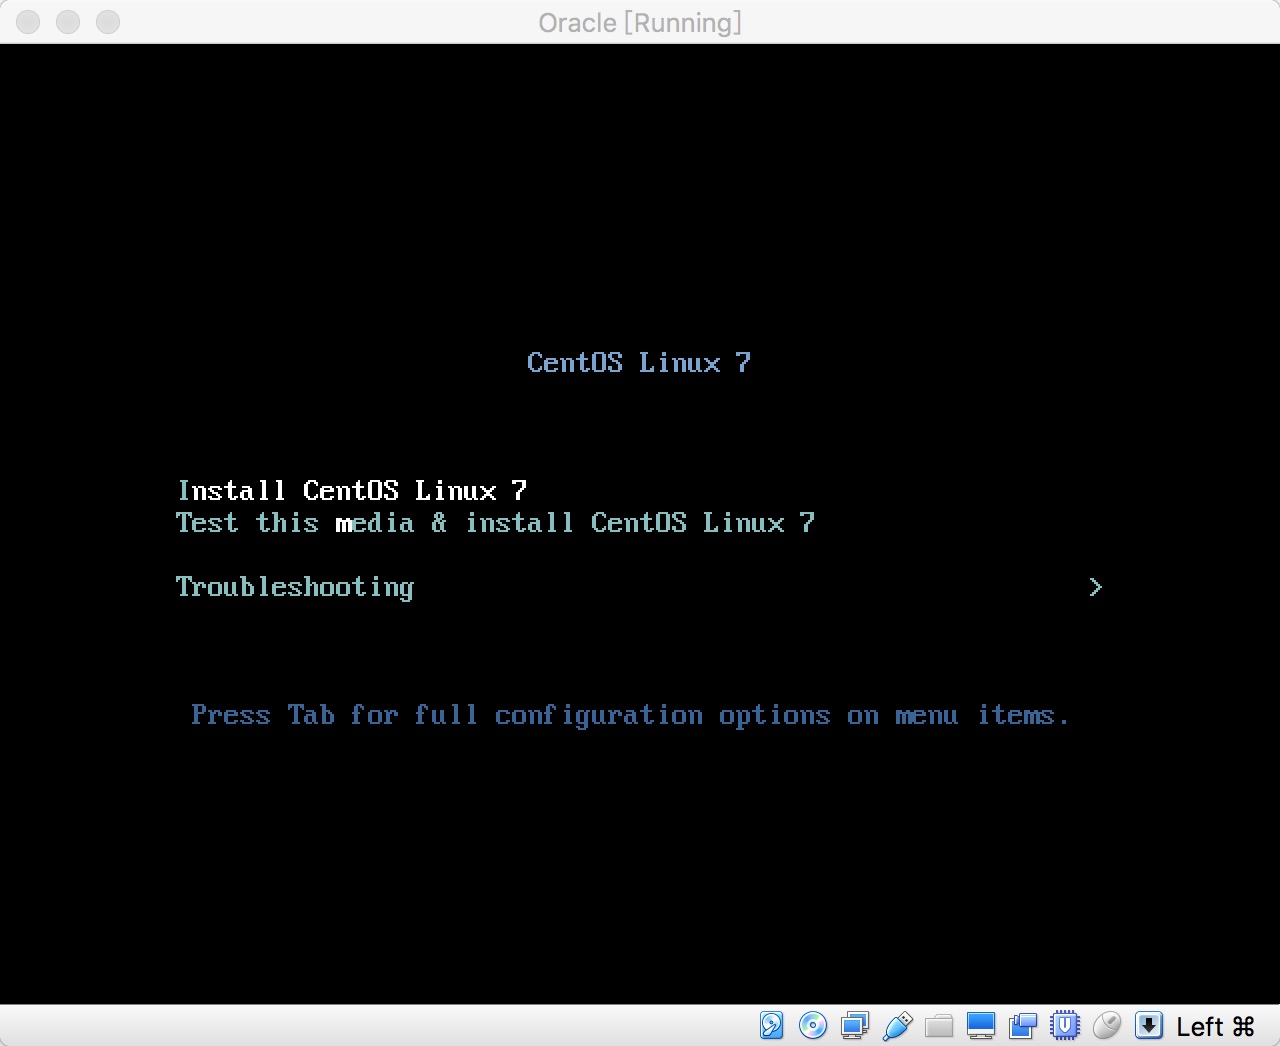 Oracle [Running]
CentOS Linux 7
Install CentOS Linux 7
Test this media & install CentOS Linux 7
Troubleshooting >
Press Tab for full configuration options on menu items.
Left ⌘